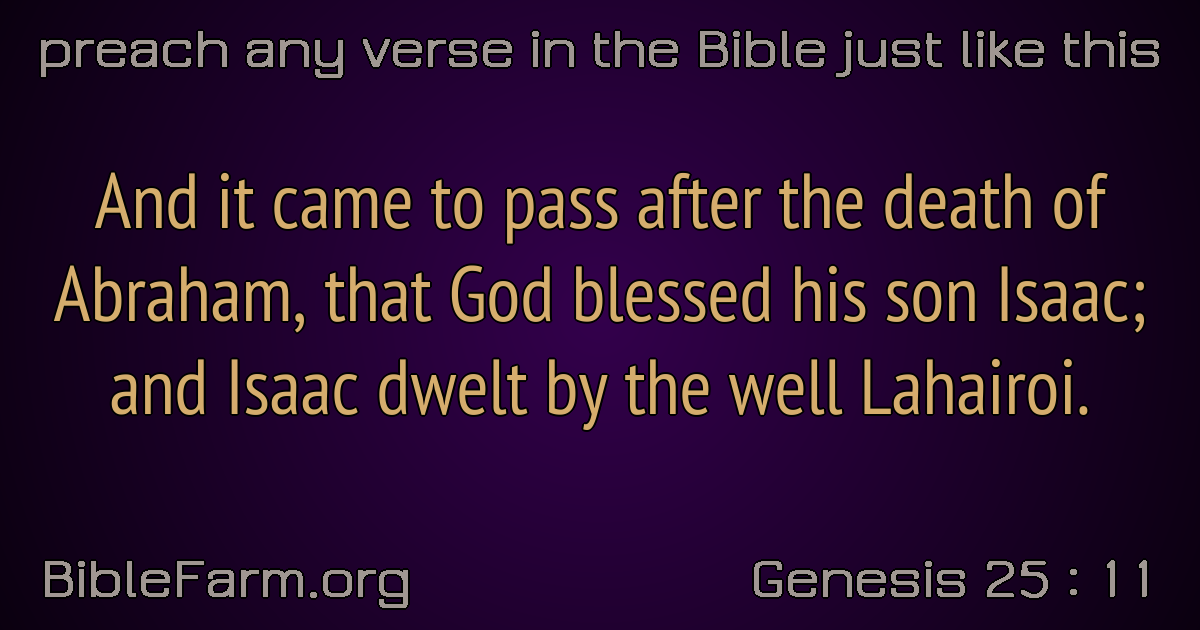 preach any verse in the Bible just like this
And it came to pass after the death of
Abraham, that God blessed his son Isaac;
and Isaac dwelt by the well Lahairoi.
BibleFarm.org
Genesis 25 : 11